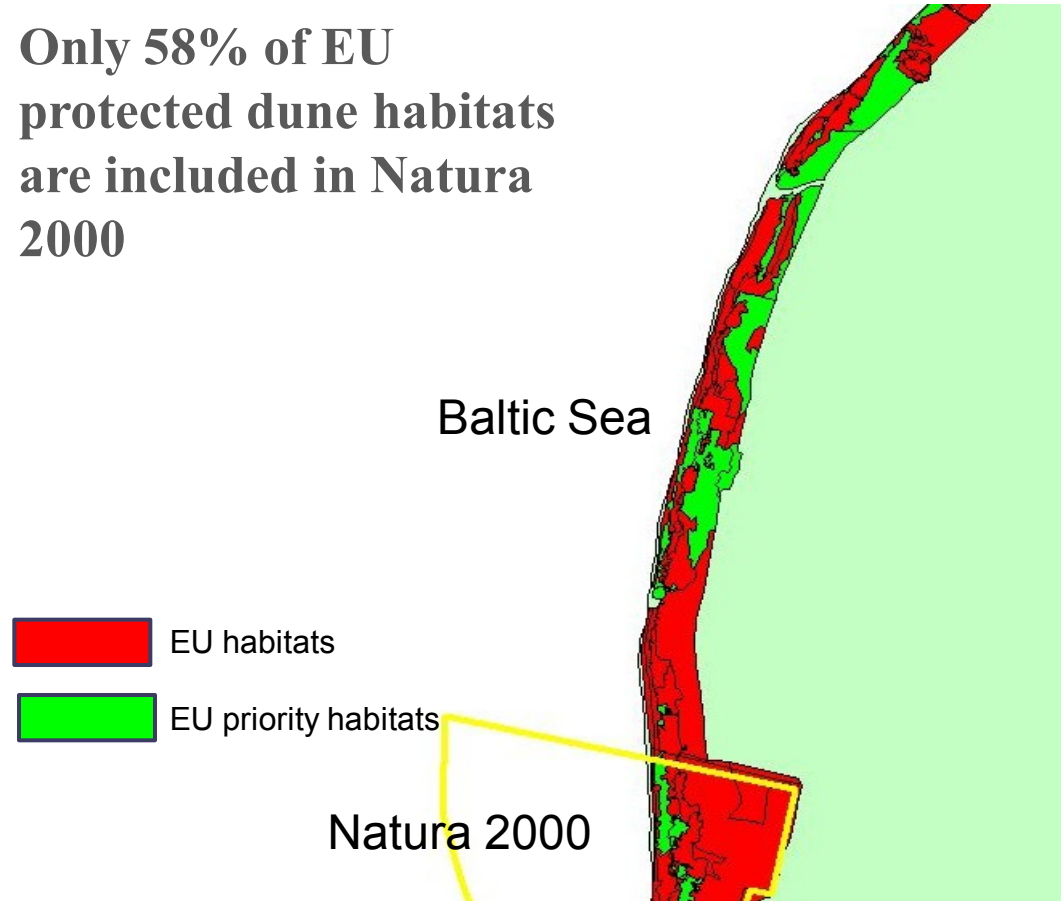 Only 58% of EU
protected dune habitats
are included in Natura
2000
Baltic Sea
EU habitats
EU priority habitats
Natura 2000